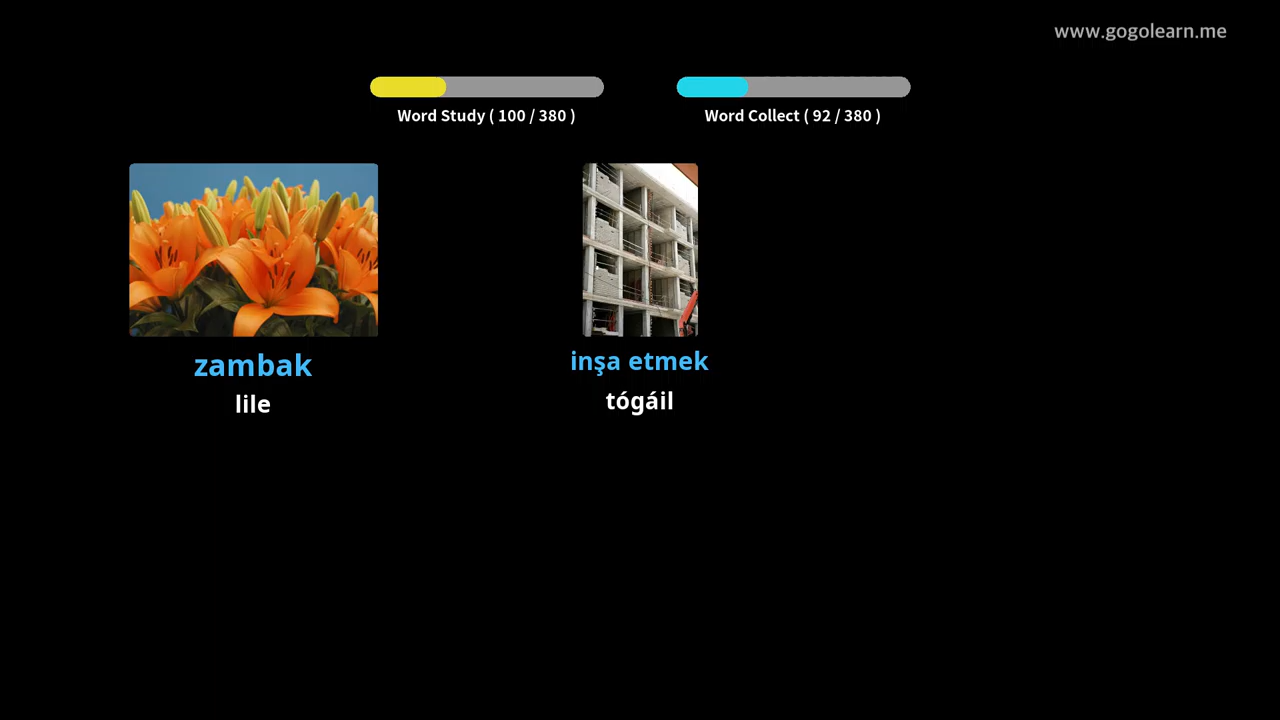 www.gogolearn.me
Word Study ( 100 / 380 )
Word Collect ( 92 / 380 )
zambak
lile
inşa etmek
tógáil